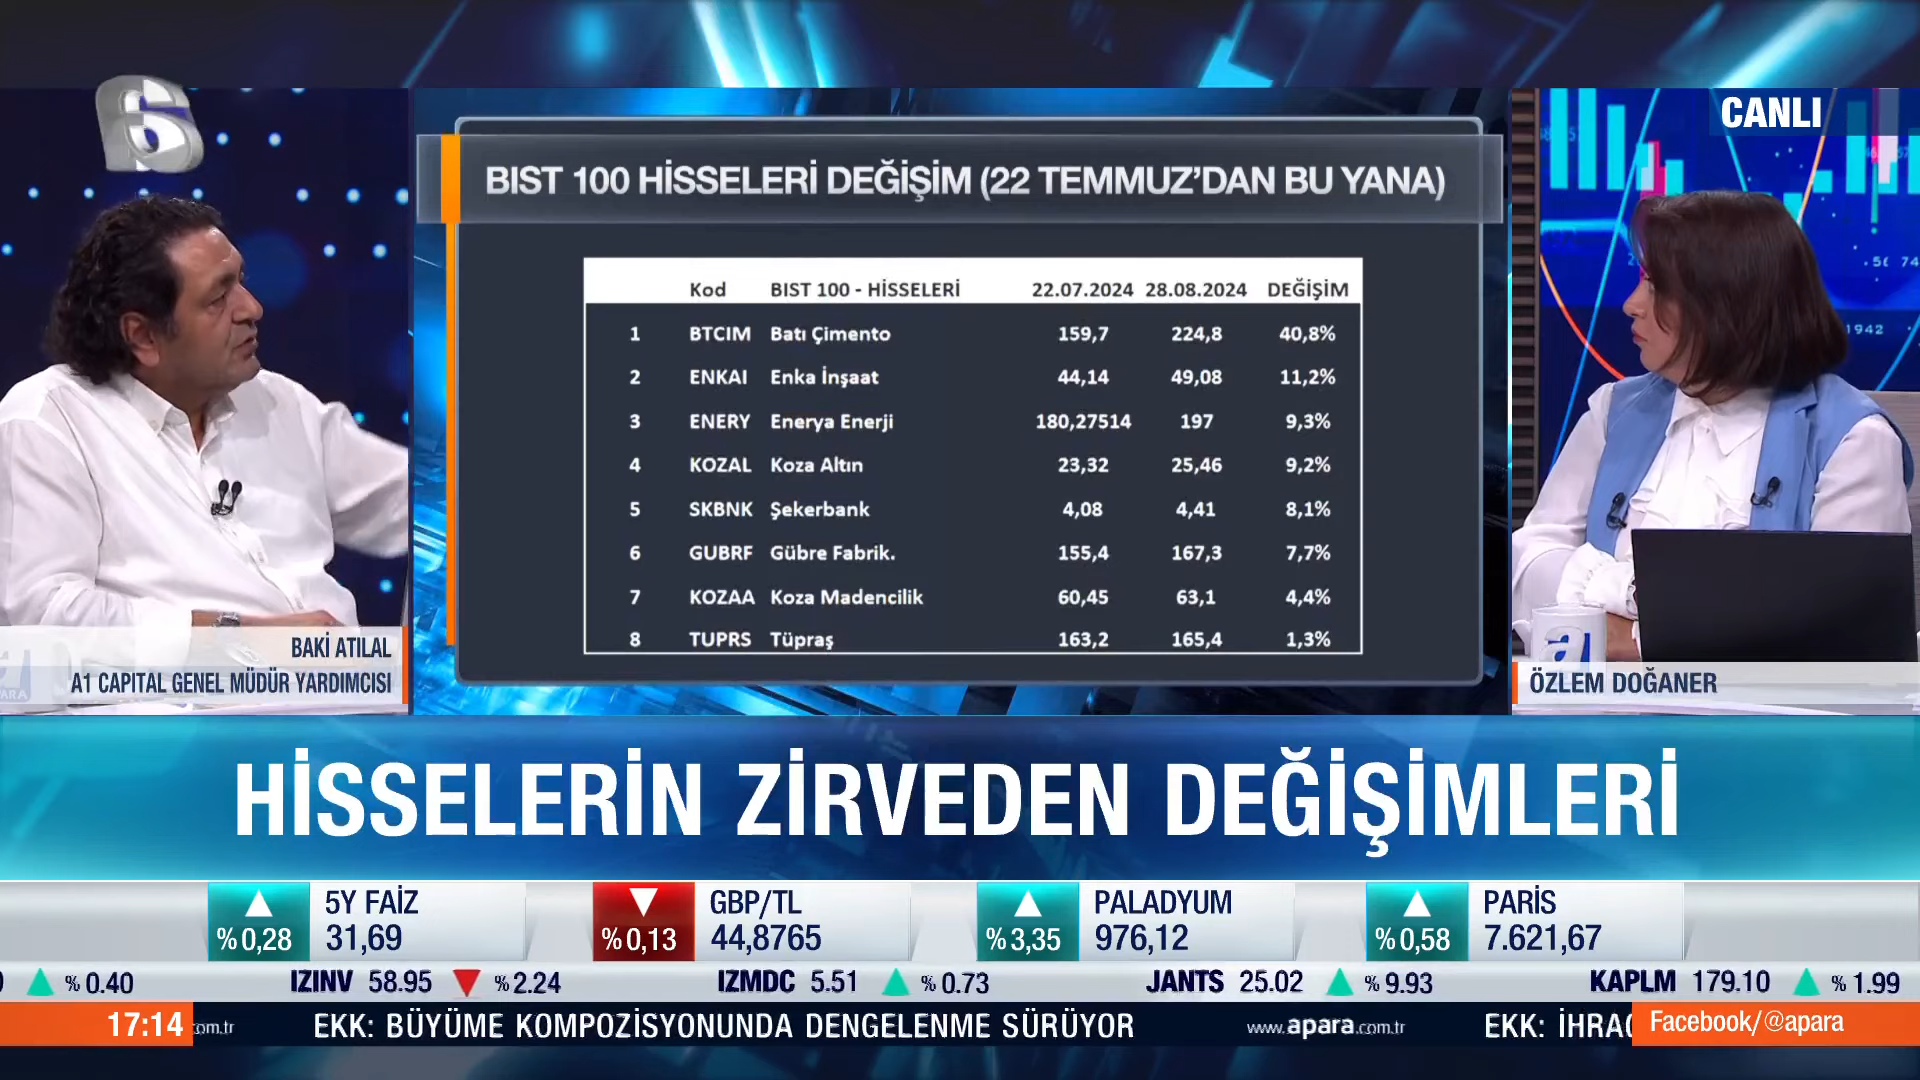 CANLI
BIST 100 HİSSELERİ DEĞİŞİM (22 TEMMUZ'DAN BU YANA)
Kod BIST 100 - HİSSELERİ 22.07.2024 28.08.2024 DEĞİŞİM
1 BTCIM Batı Çimento 159,7 224,8 40,8%
2 ENKAI Enka İnşaat 44,14 49,08 11,2%
3 ENERY Enerya Enerji 180,27514 197 9,3%
4 KOZAL Koza Altın 23,32 25,46 9,2%
5 SKBNK Şekerbank 4,08 4,41 8,1%
6 GUBRF Gübre Fabrik. 155,4 167,3 7,7%
7 KOZAA Koza Madencilik 60,45 63,1 4,4%
8 TUPRS Tüpraş 163,2 165,4 1,3%
BAKİ ATILAL
A1 CAPITAL GENEL MÜDÜR YARDIMCISI
ÖZLEM DOĞANER
HİSSELERİN ZİRVEDEN DEĞİŞİMLERİ
%0,28 5Y FAİZ 31,69
%0,13 GBP/TL 44,8765
%3,35 PALADYUM 976,12
%0,58 PARİS 7.621,67
%0.40 IZINV 58.95 %2.24 IZMDC 5.51 %0.73 JANTS 25.02 %9.93 KAPLM 179.10 %1.99
17:14 com.tr EKK: BÜYÜME KOMPOZİSYONUNDA DENGELENME SÜRÜYOR www.apara.com.tr EKK: İHRAC Facebook/@apara